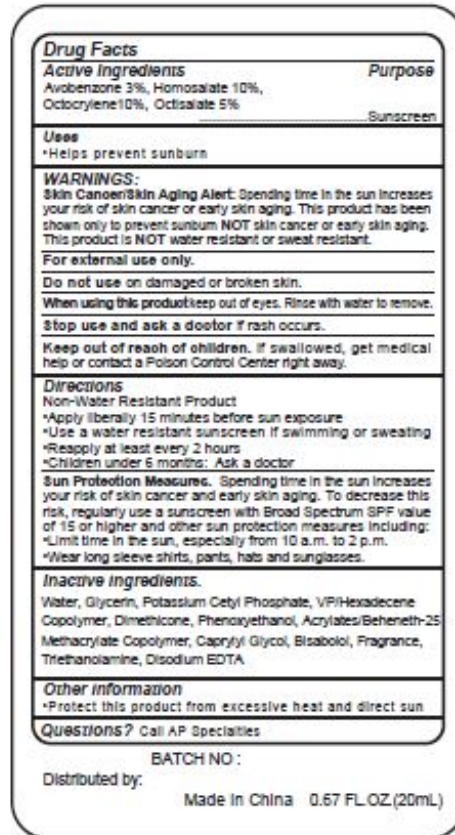 Drug Facts
Active Ingredients Purpose
Avobenzone 3%, Homosalate 10%,
Octocrylene10%, Octisalate 5%
Sunscreen
Uses
•Helps prevent sunburn
WARNINGS:
Skin Cancer/Skin Aging Alert: Spending time in the sun increases
your risk of skin cancer or early skin aging. This product has been
shown only to prevent sunburn NOT skin cancer or early skin aging.
This product is NOT water resistant or sweat resistant.
For external use only.
Do not use on damaged or broken skin.
When using this product keep out of eyes. Rinse with water to remove.
Stop use and ask a doctor if rash occurs.
Keep out of reach of children. If swallowed, get medical
help or contact a Poison Control Center right away.
Directions
Non-Water Resistant Product
•Apply liberally 15 minutes before sun exposure
•Use a water resistant sunscreen if swimming or sweating
•Reapply at least every 2 hours
•Children under 6 months: Ask a doctor
Sun Protection Measures. Spending time in the sun increases
your risk of skin cancer and early skin aging. To decrease this
risk, regularly use a sunscreen with Broad Spectrum SPF value
of 15 or higher and other sun protection measures including:
•Limit time in the sun, especially from 10 a.m. to 2 p.m.
•Wear long sleeve shirts, pants, hats and sunglasses.
Inactive ingredients.
Water, Glycerin, Potassium Cetyl Phosphate, VP/Hexadecene
Copolymer, Dimethicone, Phenoxyethanol, Acrylates/Beheneth-25
Methacrylate Copolymer, Caprylyl Glycol, Bisabolol, Fragrance,
Triethanolamine, Disodium EDTA
Other information
•Protect this product from excessive heat and direct sun
Questions? Call AP Specialties
BATCH NO :
Distributed by:
Made in China 0.67 FL.OZ.(20mL)